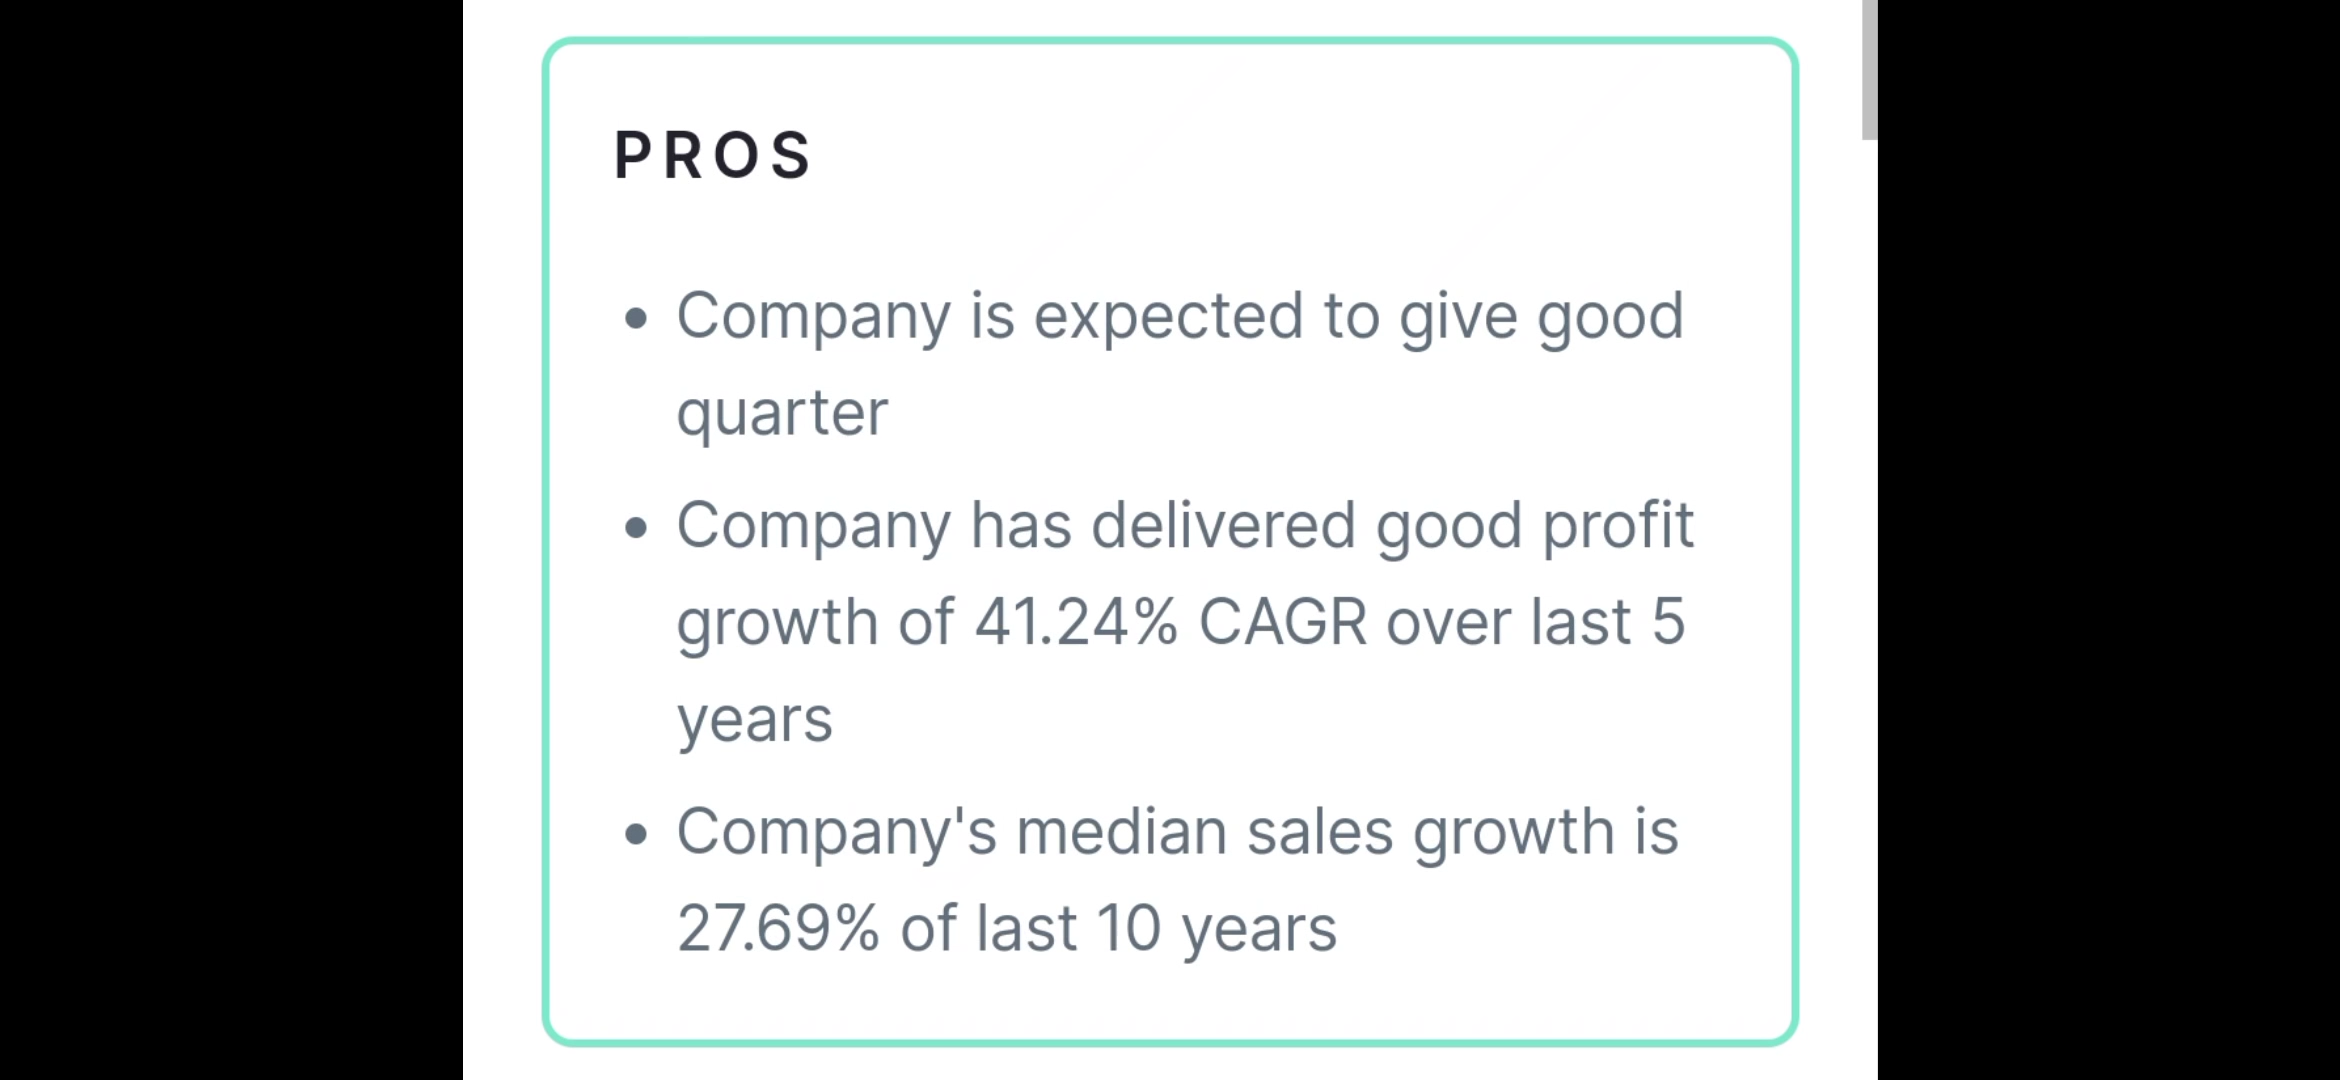 PROS
• Company is expected to give good
quarter
• Company has delivered good profit
growth of 41.24% CAGR over last 5
years
• Company's median sales growth is
27.69% of last 10 years